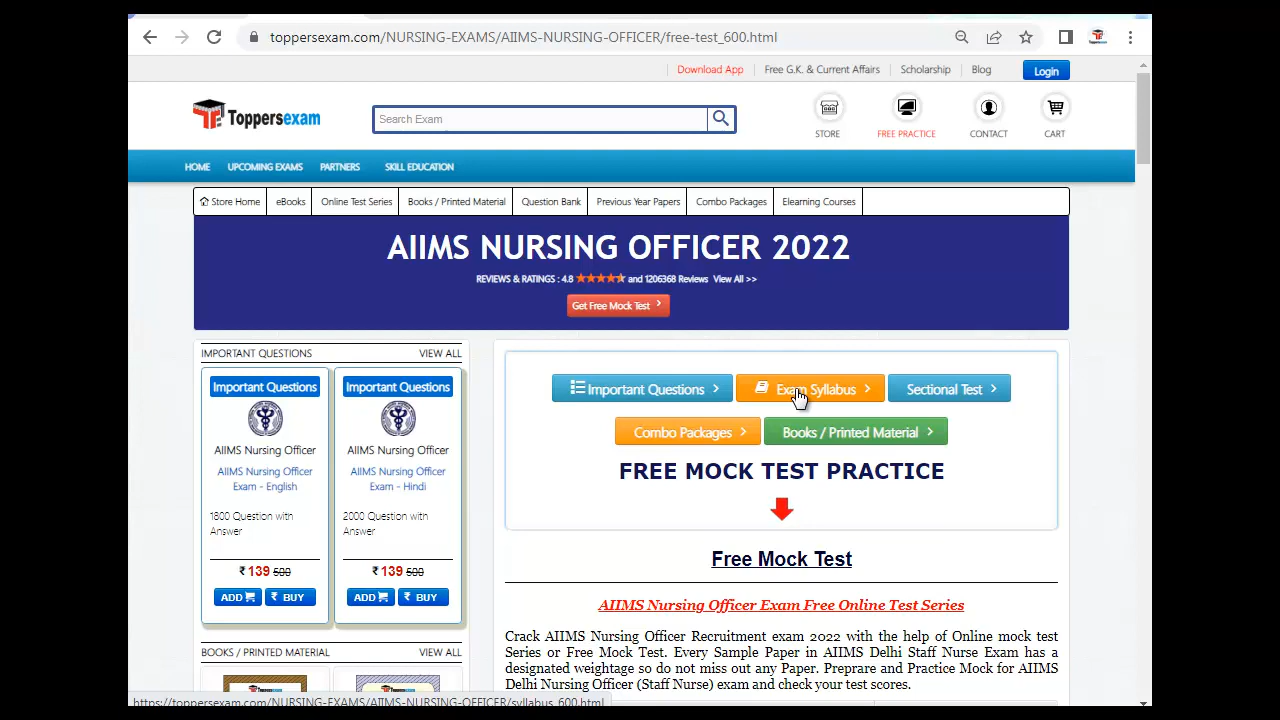 toppersexam.com/NURSING-EXAMS/AIIMS-NURSING-OFFICER/free-test_600.html
Download App
Free G.K. & Current Affairs
Scholarship
Blog
Login
Toppersexam
Search Exam
STORE
FREE PRACTICE
CONTACT
CART
HOME
UPCOMING EXAMS
PARTNERS
SKILL EDUCATION
Store Home
eBooks
Online Test Series
Books / Printed Material
Question Bank
Previous Year Papers
Combo Packages
Elearning Courses
AIIMS NURSING OFFICER 2022
REVIEWS & RATINGS : 4.8 and 1206368 Reviews View All >>
Get Free Mock Test
IMPORTANT QUESTIONS
VIEW ALL
Important Questions
AIIMS Nursing Officer
AIIMS Nursing Officer
Exam - English
1800 Question with
Answer
₹ 139 500
ADD
₹ BUY
Important Questions
AIIMS Nursing Officer
AIIMS Nursing Officer
Exam - Hindi
2000 Question with
Answer
₹ 139 500
ADD
₹ BUY
BOOKS / PRINTED MATERIAL
VIEW ALL
Important Questions
Exam Syllabus
Sectional Test
Combo Packages
Books / Printed Material
FREE MOCK TEST PRACTICE
Free Mock Test
AIIMS Nursing Officer Exam Free Online Test Series
Crack AIIMS Nursing Officer Recruitment exam 2022 with the help of Online mock test
Series or Free Mock Test. Every Sample Paper in AIIMS Delhi Staff Nurse Exam has a
designated weightage so do not miss out any Paper. Preprare and Practice Mock for AIIMS
Delhi Nursing Officer (Staff Nurse) exam and check your test scores.
https://toppersexam.com/NURSING-EXAMS/AIIMS-NURSING-OFFICER/syllabus_600.html